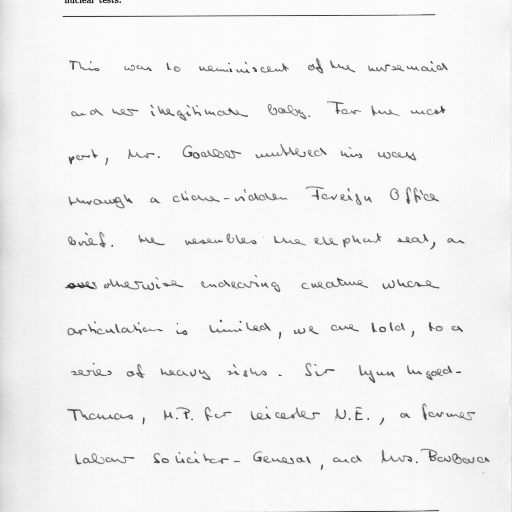 nuclear tests.
This was to reminiscent of the nursemaid
and her illegitimate baby. For the most
part, Mr. Godber muttered his way
through a cliche-ridden Foreign Office
brief. He resembles the elephant seal, an
otherwise endearing creature whose
articulation is limited, we are told, to a
series of heavy sighs. Sir Lynn Ungoed-
Thomas, M.P. for Leicester N.E., a former
Labour Solicitor-General, and Mrs. Barbara